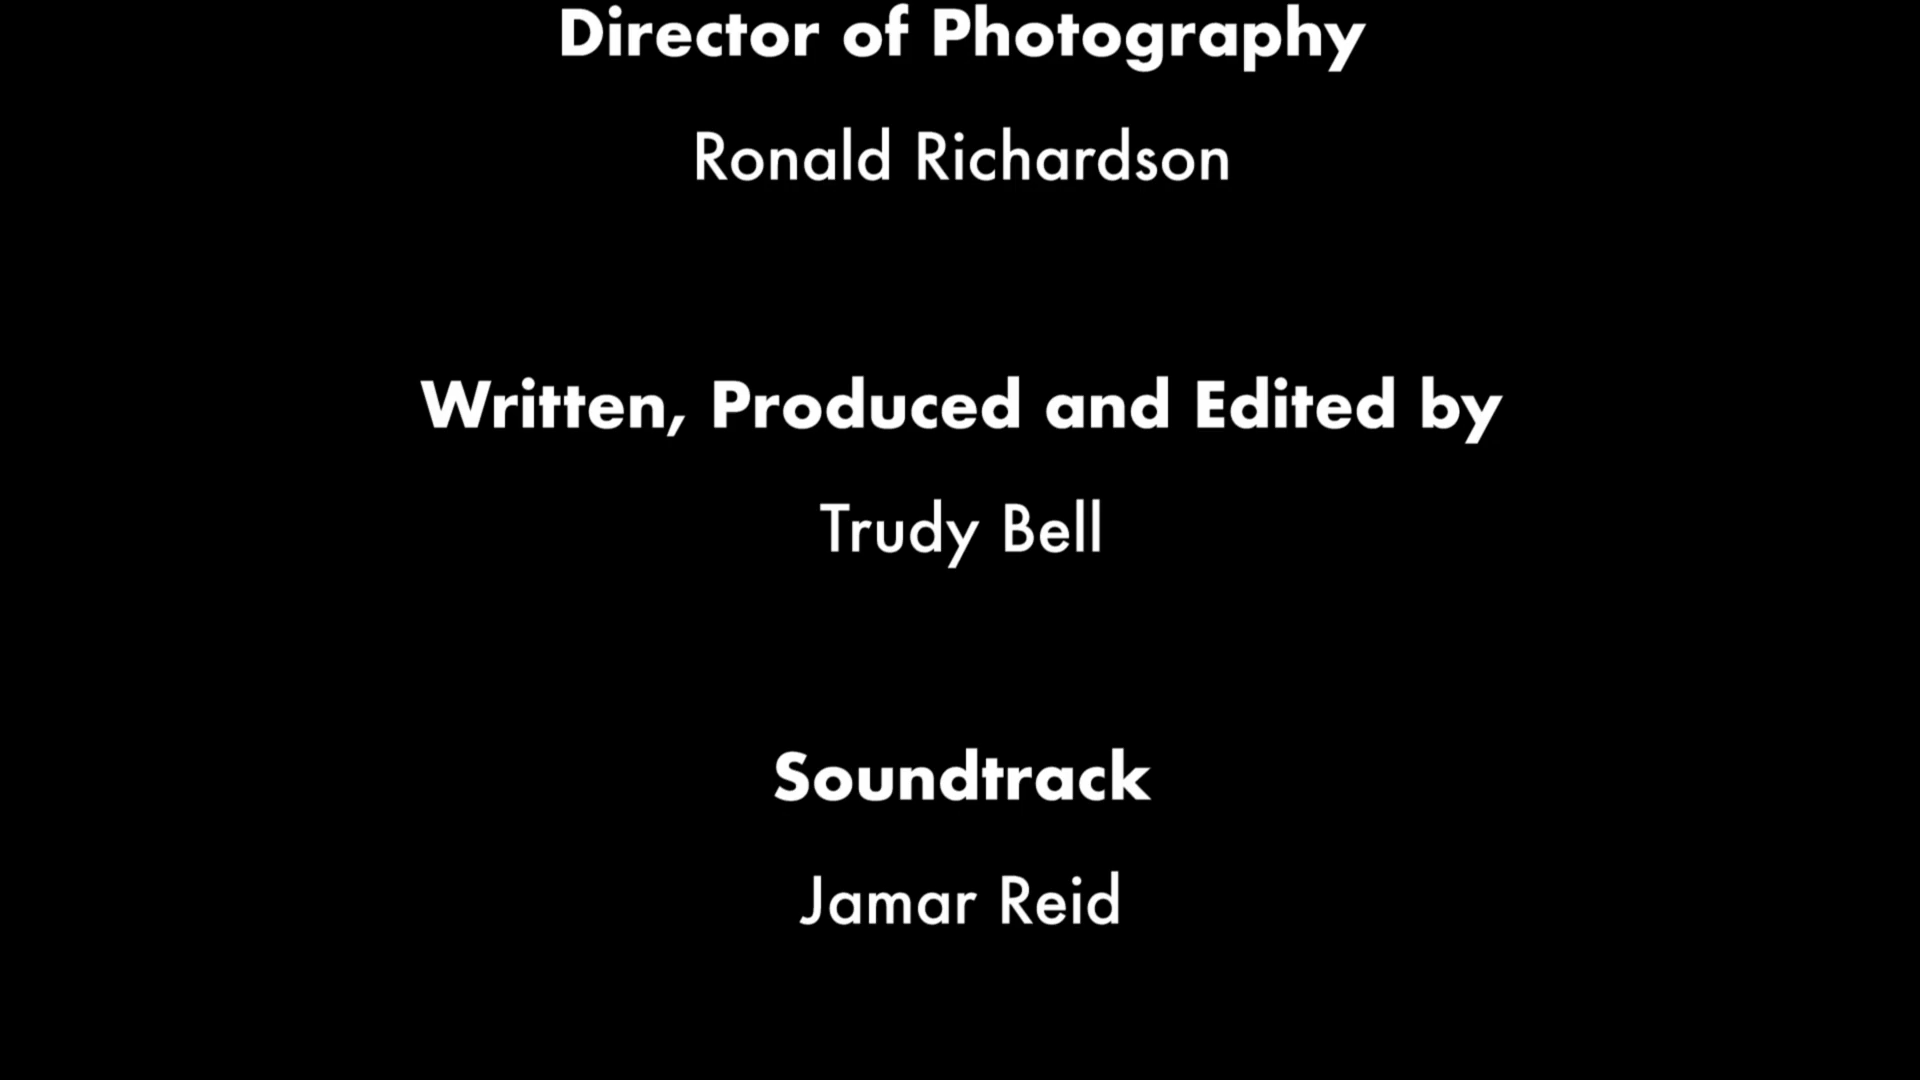 Director of Photography
Ronald Richardson
Written, Produced and Edited by
Trudy Bell
Soundtrack
Jamar Reid